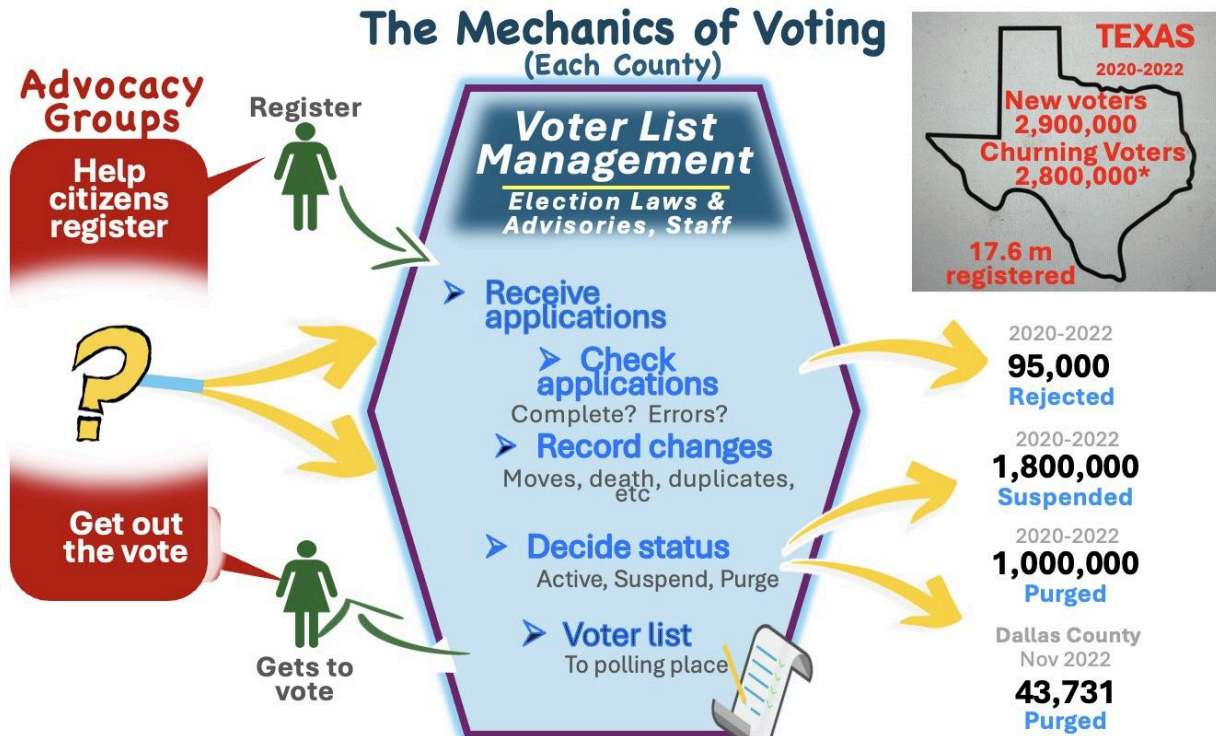 The Mechanics of Voting
(Each County)
Advocacy
Groups
Help
citizens
register
?
Get out
the vote
Register
Gets to
vote
Voter List
Management
Election Laws &
Advisories, Staff
➢ Receive
applications
➢ Check
applications
Complete? Errors?
➢ Record changes
Moves, death, duplicates,
etc
➢ Decide status
Active, Suspend, Purge
➢ Voter list
To polling place
TEXAS
2020-2022
New voters
2,900,000
Churning Voters
2,800,000*
17.6 m
registered
2020-2022
95,000
Rejected
2020-2022
1,800,000
Suspended
2020-2022
1,000,000
Purged
Dallas County
Nov 2022
43,731
Purged